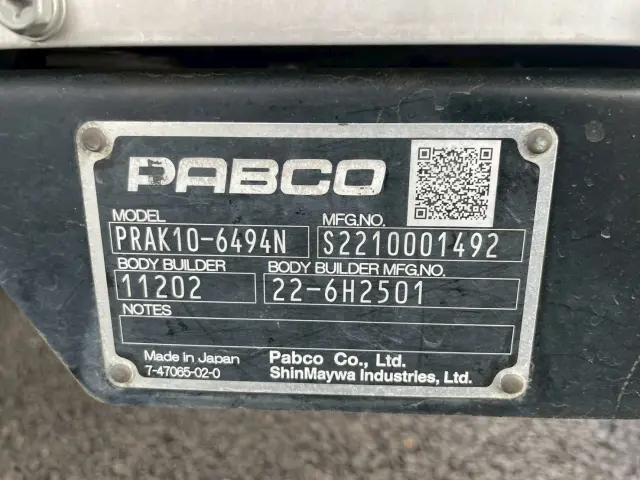 PABCO
MODEL MFG.NO.
PRAK10-6494N S2210001492
BODY BUILDER BODY BUILDER MFG.NO.
11202 22-6H2501
NOTES
Made in Japan Pabco Co., Ltd.
7-47065-02-0 ShinMaywa Industries, Ltd.